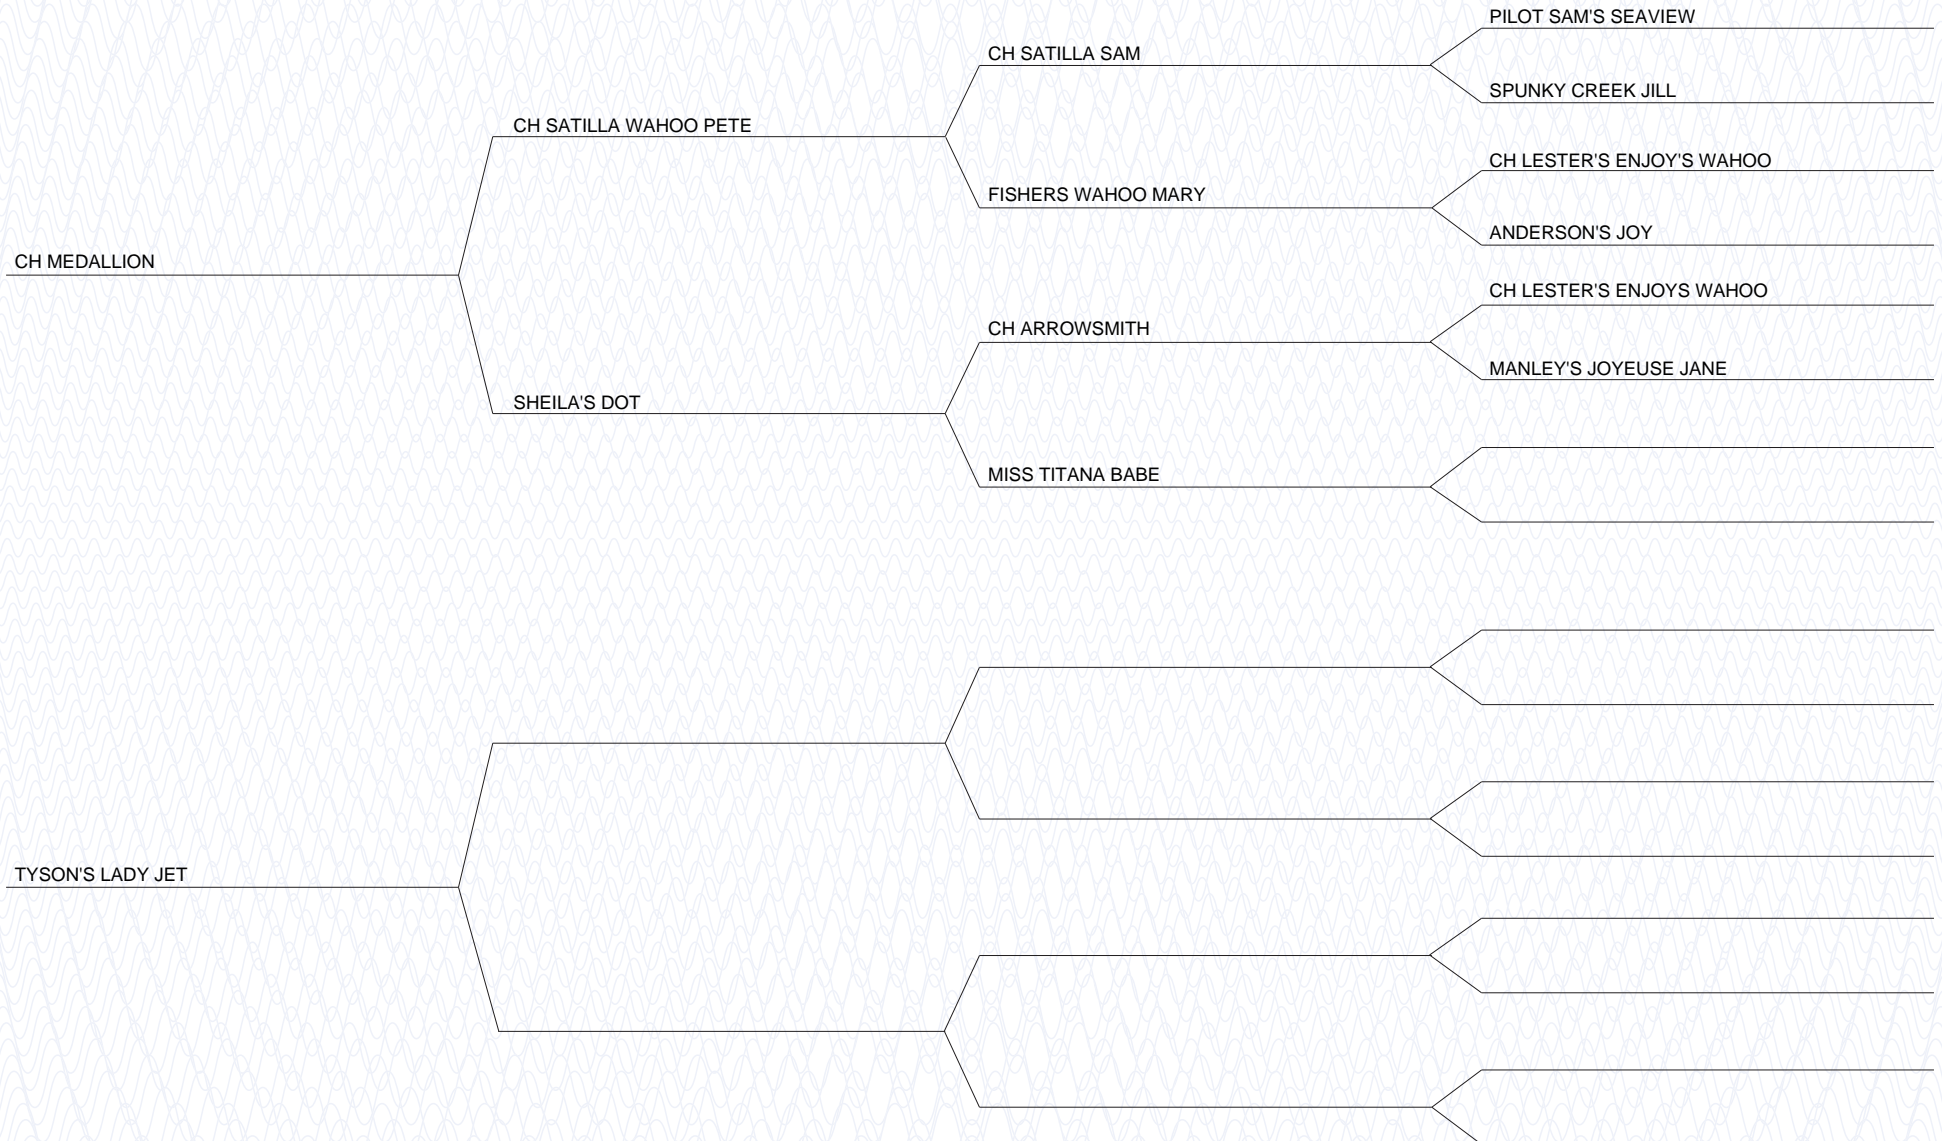 PILOT SAM'S SEAVIEW
CH SATILLA SAM
SPUNKY CREEK JILL
CH SATILLA WAHOO PETE
CH LESTER'S ENJOY'S WAHOO
FISHERS WAHOO MARY
ANDERSON'S JOY
CH MEDALLION
CH LESTER'S ENJOYS WAHOO
CH ARROWSMITH
MANLEY'S JOYEUSE JANE
SHEILA'S DOT
MISS TITANA BABE
TYSON'S LADY JET